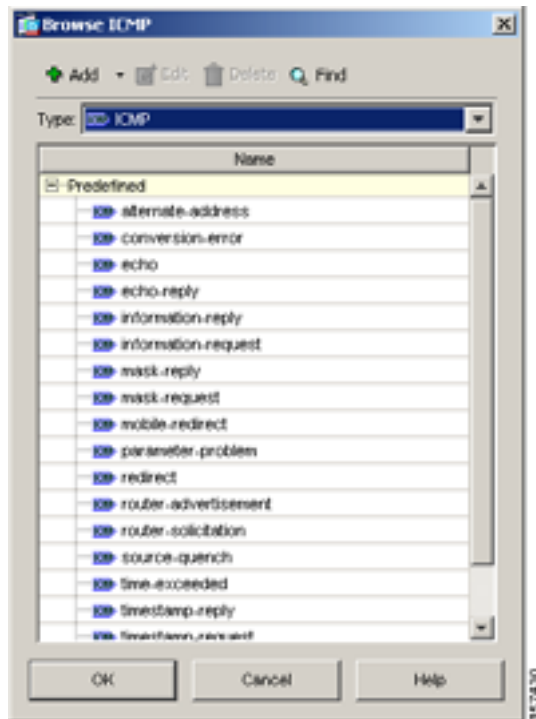 Browse ICMP
Add Edit Delete Find
Type: ICMP
Name
Predefined
alternate-address
conversion-error
echo
echo-reply
information-reply
information-request
mask-reply
mask-request
mobile-redirect
parameter-problem
redirect
router-advertisement
router-solicitation
source-quench
time-exceeded
timestamp-reply
timestamp-request
OK Cancel Help